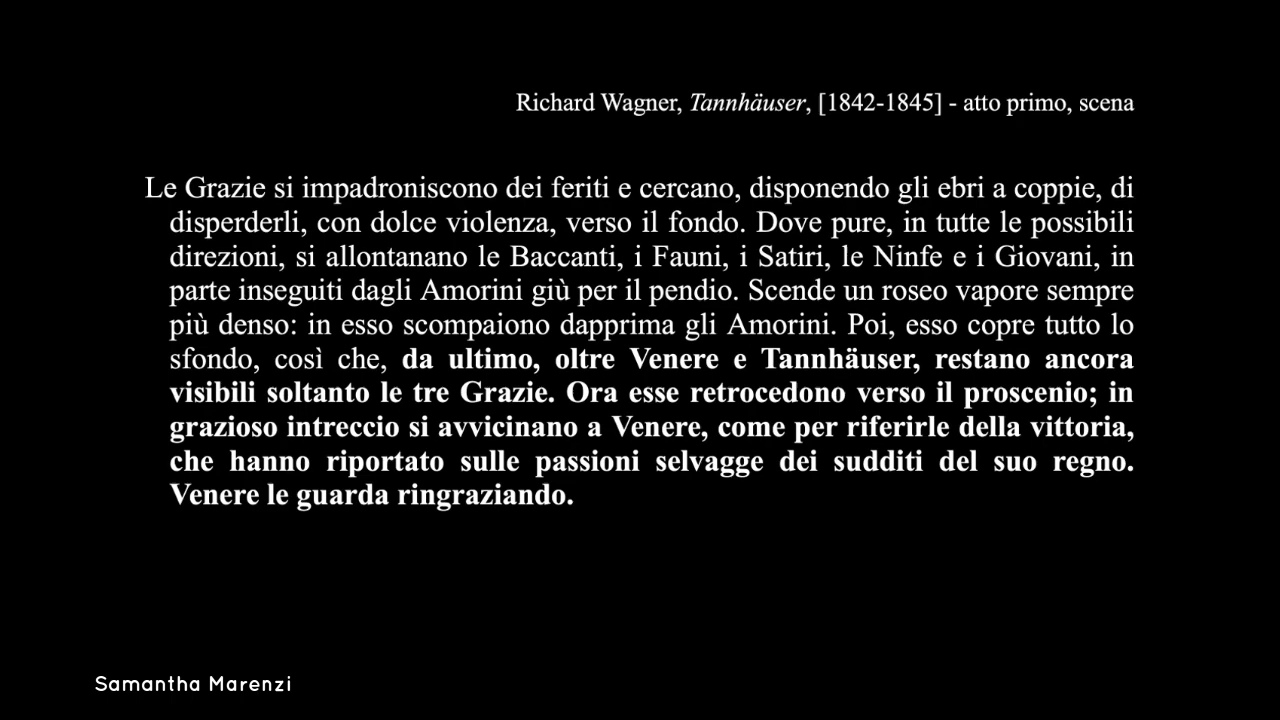 Richard Wagner, Tannhäuser, [1842-1845] - atto primo, scena
Le Grazie si impadroniscono dei feriti e cercano, disponendo gli ebri a coppie, di
disperderli, con dolce violenza, verso il fondo. Dove pure, in tutte le possibili
direzioni, si allontanano le Baccanti, i Fauni, i Satiri, le Ninfe e i Giovani, in
parte inseguiti dagli Amorini giù per il pendio. Scende un roseo vapore sempre
più denso: in esso scompaiono dapprima gli Amorini. Poi, esso copre tutto lo
sfondo, così che, da ultimo, oltre Venere e Tannhäuser, restano ancora
visibili soltanto le tre Grazie. Ora esse retrocedono verso il proscenio; in
grazioso intreccio si avvicinano a Venere, come per riferirle della vittoria,
che hanno riportato sulle passioni selvagge dei sudditi del suo regno.
Venere le guarda ringraziando.
Samantha Marenzi